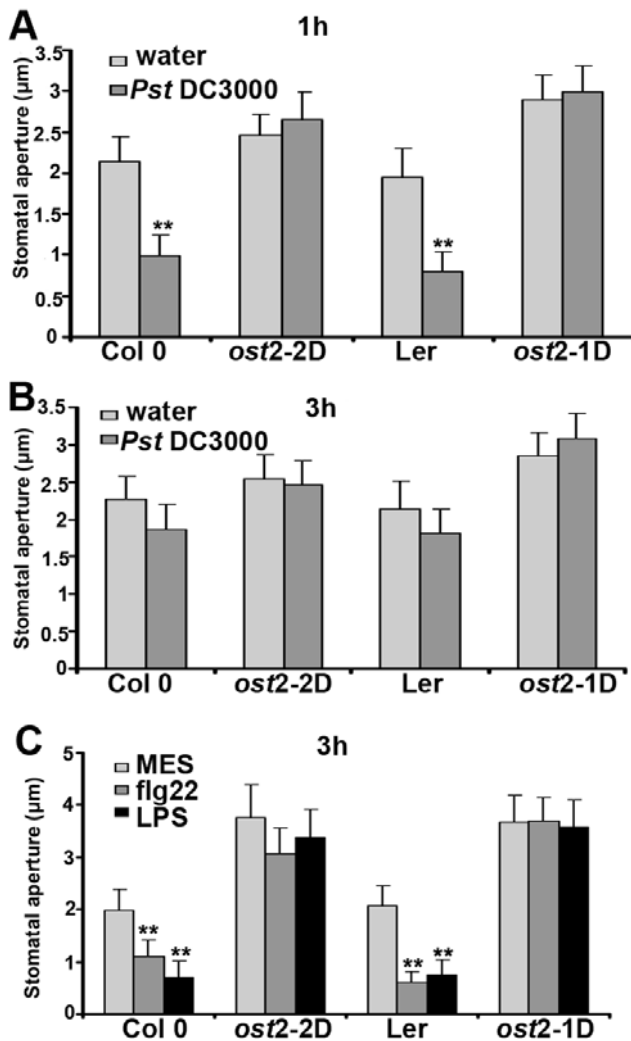 A
1h
water
Pst DC3000
Stomatal aperture (µm)
3.5
3
2.5
2
1.5
1
0.5
0
**
**
Col 0
ost2-2D
Ler
ost2-1D
B
3h
water
Pst DC3000
Stomatal aperture (µm)
3.5
3
2.5
2
1.5
1
0.5
0
Col 0
ost2-2D
Ler
ost2-1D
C
3h
MES
flg22
LPS
Stomatal aperture (µm)
5
4
3
2
1
0
**
**
**
**
Col 0
ost2-2D
Ler
ost2-1D